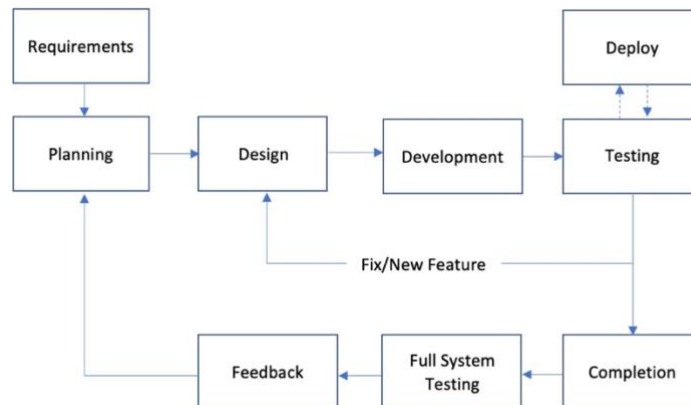 Requirements
Deploy
Planning
Design
Development
Testing
Fix/New Feature
Feedback
Full System
Testing
Completion